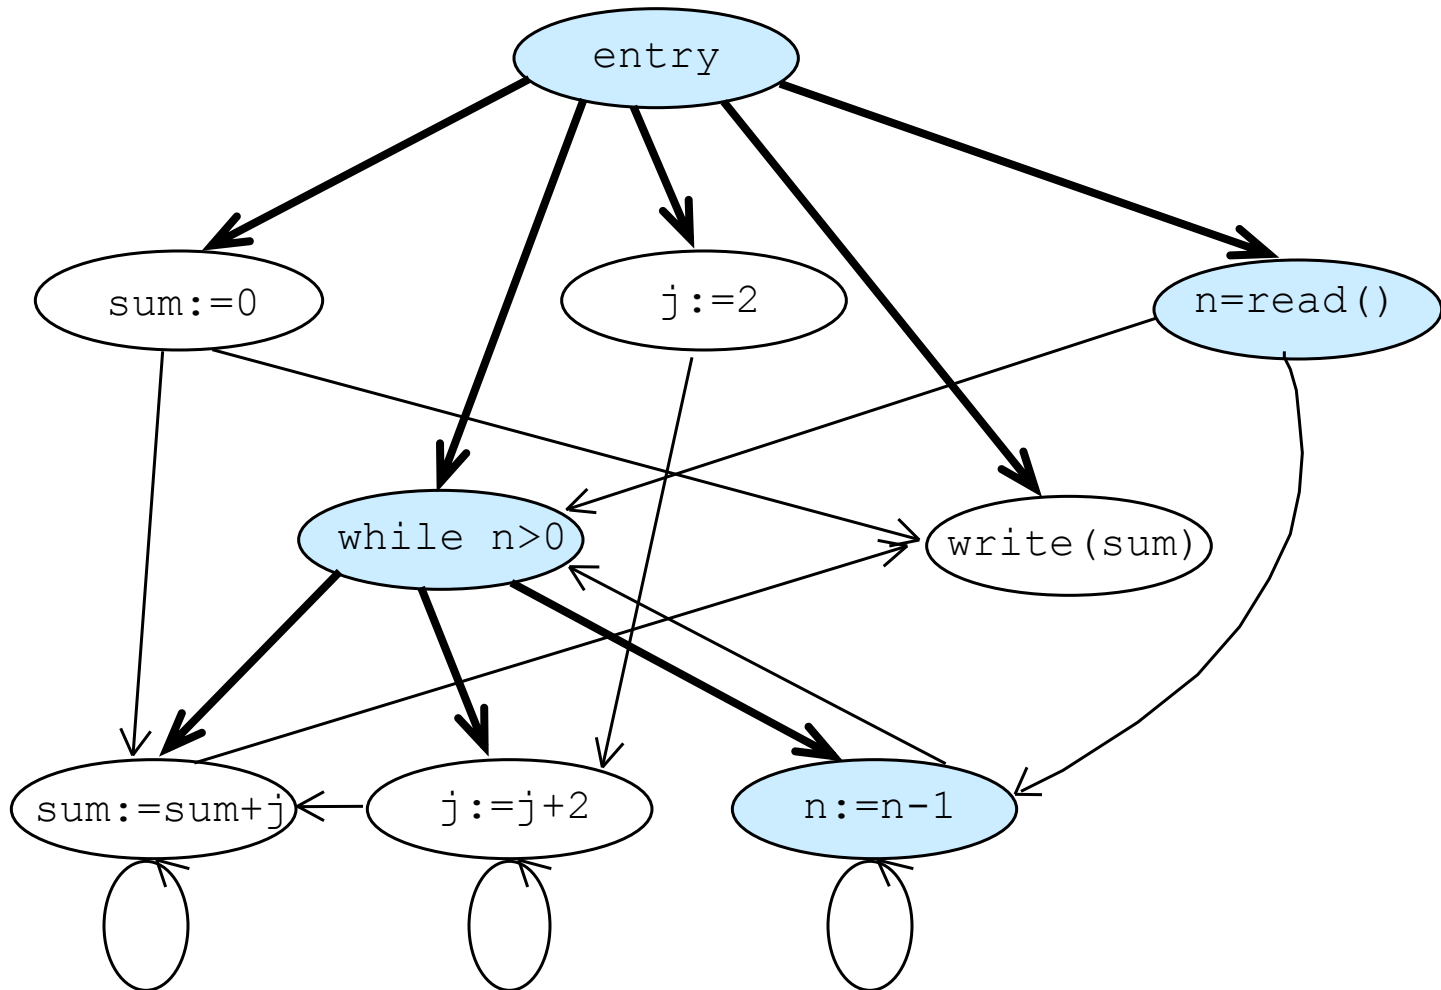 entry
sum:=0
j:=2
n=read()
while n>0
write(sum)
sum:=sum+j
j:=j+2
n:=n-1